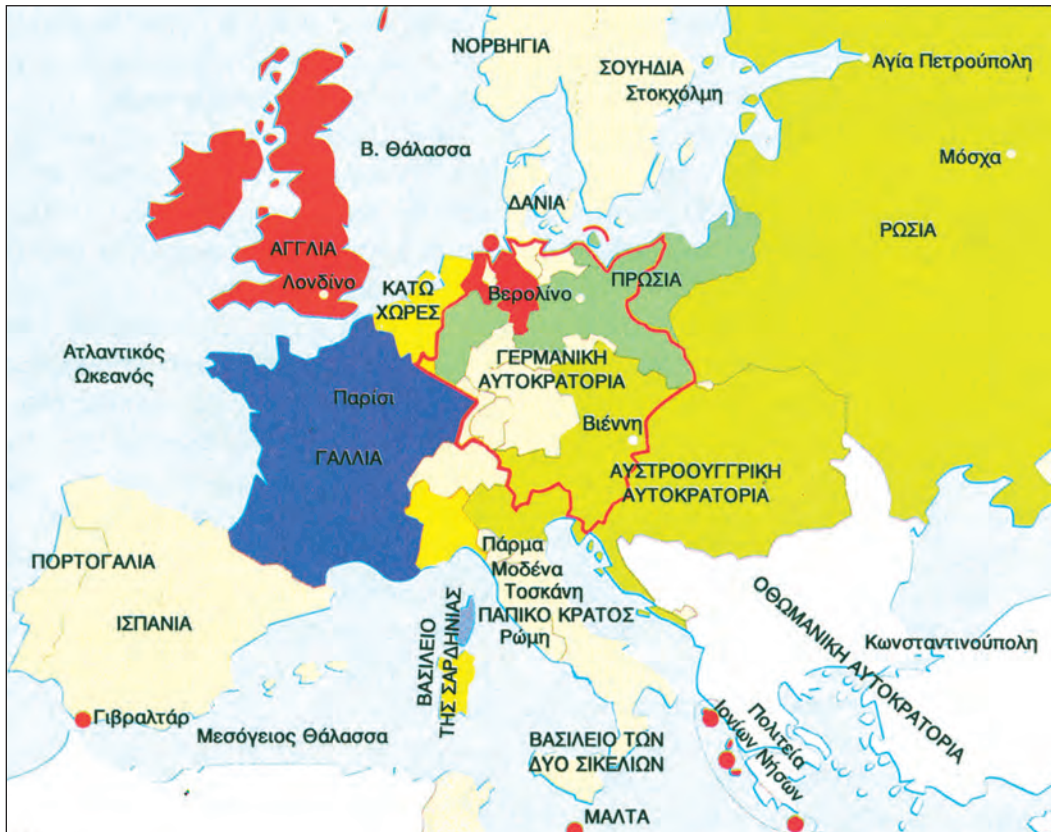 ΝΟΡΒΗΓΙΑ
ΣΟΥΗΔΙΑ
Στοκχόλμη
Αγία Πετρούπολη
Μόσχα
Β. Θάλασσα
ΔΑΝΙΑ
ΡΩΣΙΑ
ΑΓΓΛΙΑ
Λονδίνο
ΚΑΤΩ
ΧΩΡΕΣ
Βερολίνο
ΠΡΩΣΙΑ
Ατλαντικός
Ωκεανός
ΓΕΡΜΑΝΙΚΗ
ΑΥΤΟΚΡΑΤΟΡΙΑ
Παρίσι
Βιέννη
ΓΑΛΛΙΑ
ΑΥΣΤΡΟΟΥΓΓΡΙΚΗ
ΑΥΤΟΚΡΑΤΟΡΙΑ
ΠΟΡΤΟΓΑΛΙΑ
ΙΣΠΑΝΙΑ
Πάρμα
Μοδένα
Τοσκάνη
ΠΑΠΙΚΟ ΚΡΑΤΟΣ
Ρώμη
ΒΑΣΙΛΕΙΟ
ΤΗΣ ΣΑΡΔΗΝΙΑΣ
ΟΘΩΜΑΝΙΚΗ ΑΥΤΟΚΡΑΤΟΡΙΑ
Κωνσταντινούπολη
Γιβραλτάρ
Μεσόγειος Θάλασσα
Πολιτεία
Ιονίων Νήσων
ΒΑΣΙΛΕΙΟ ΤΩΝ
ΔΥΟ ΣΙΚΕΛΙΩΝ
ΜΑΛΤΑ